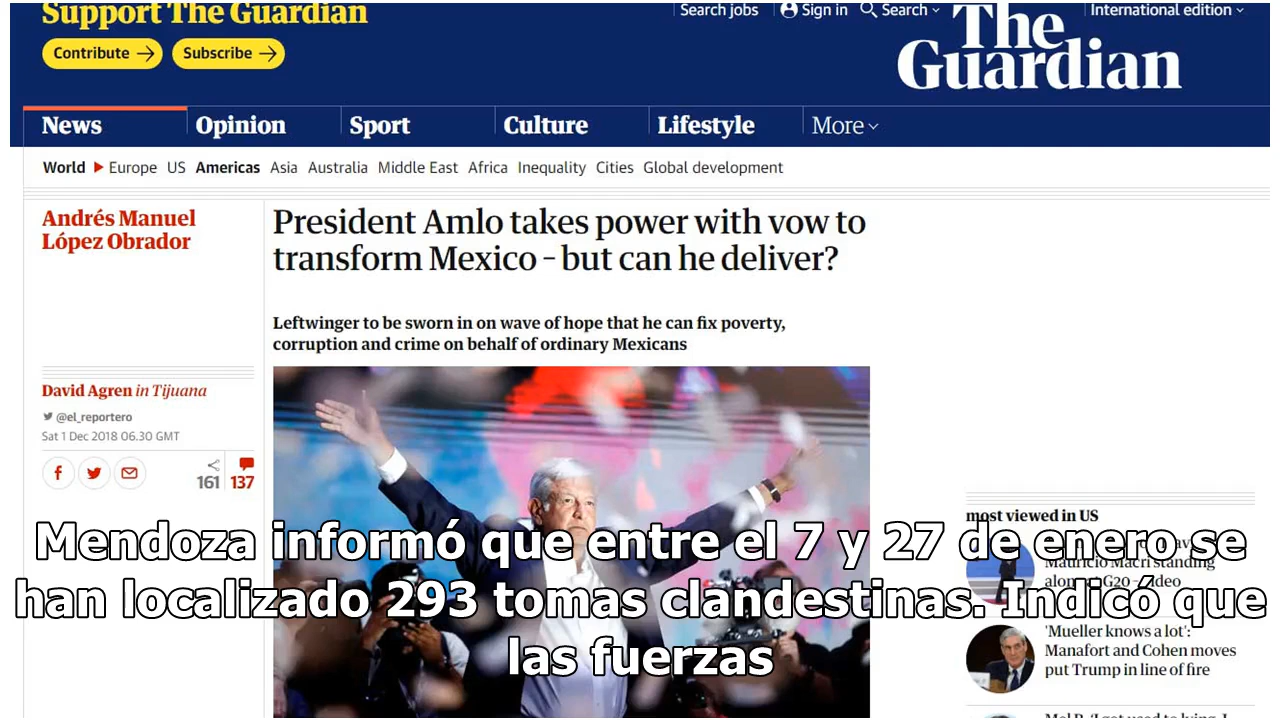 Support The Guardian
Search jobs
Sign in
Search
International edition
Contribute
Subscribe
The
Guardian
News
Opinion
Sport
Culture
Lifestyle
More
World Europe US Americas Asia Australia Middle East Africa Inequality Cities Global development
Andrés Manuel
López Obrador
President Amlo takes power with vow to
transform Mexico – but can he deliver?
Leftwinger to be sworn in on wave of hope that he can fix poverty,
corruption and crime on behalf of ordinary Mexicans
David Agren in Tijuana
@el_reportero
Sat 1 Dec 2018 06.30 GMT
161
137
most viewed in US
Mauricio Macri standing
G20
'Mueller knows a lot':
Manafort and Cohen moves
put Trump in line of fire
Mendoza informó que entre el 7 y 27 de enero se
han localizado 293 tomas clandestinas. Indicó que
las fuerzas